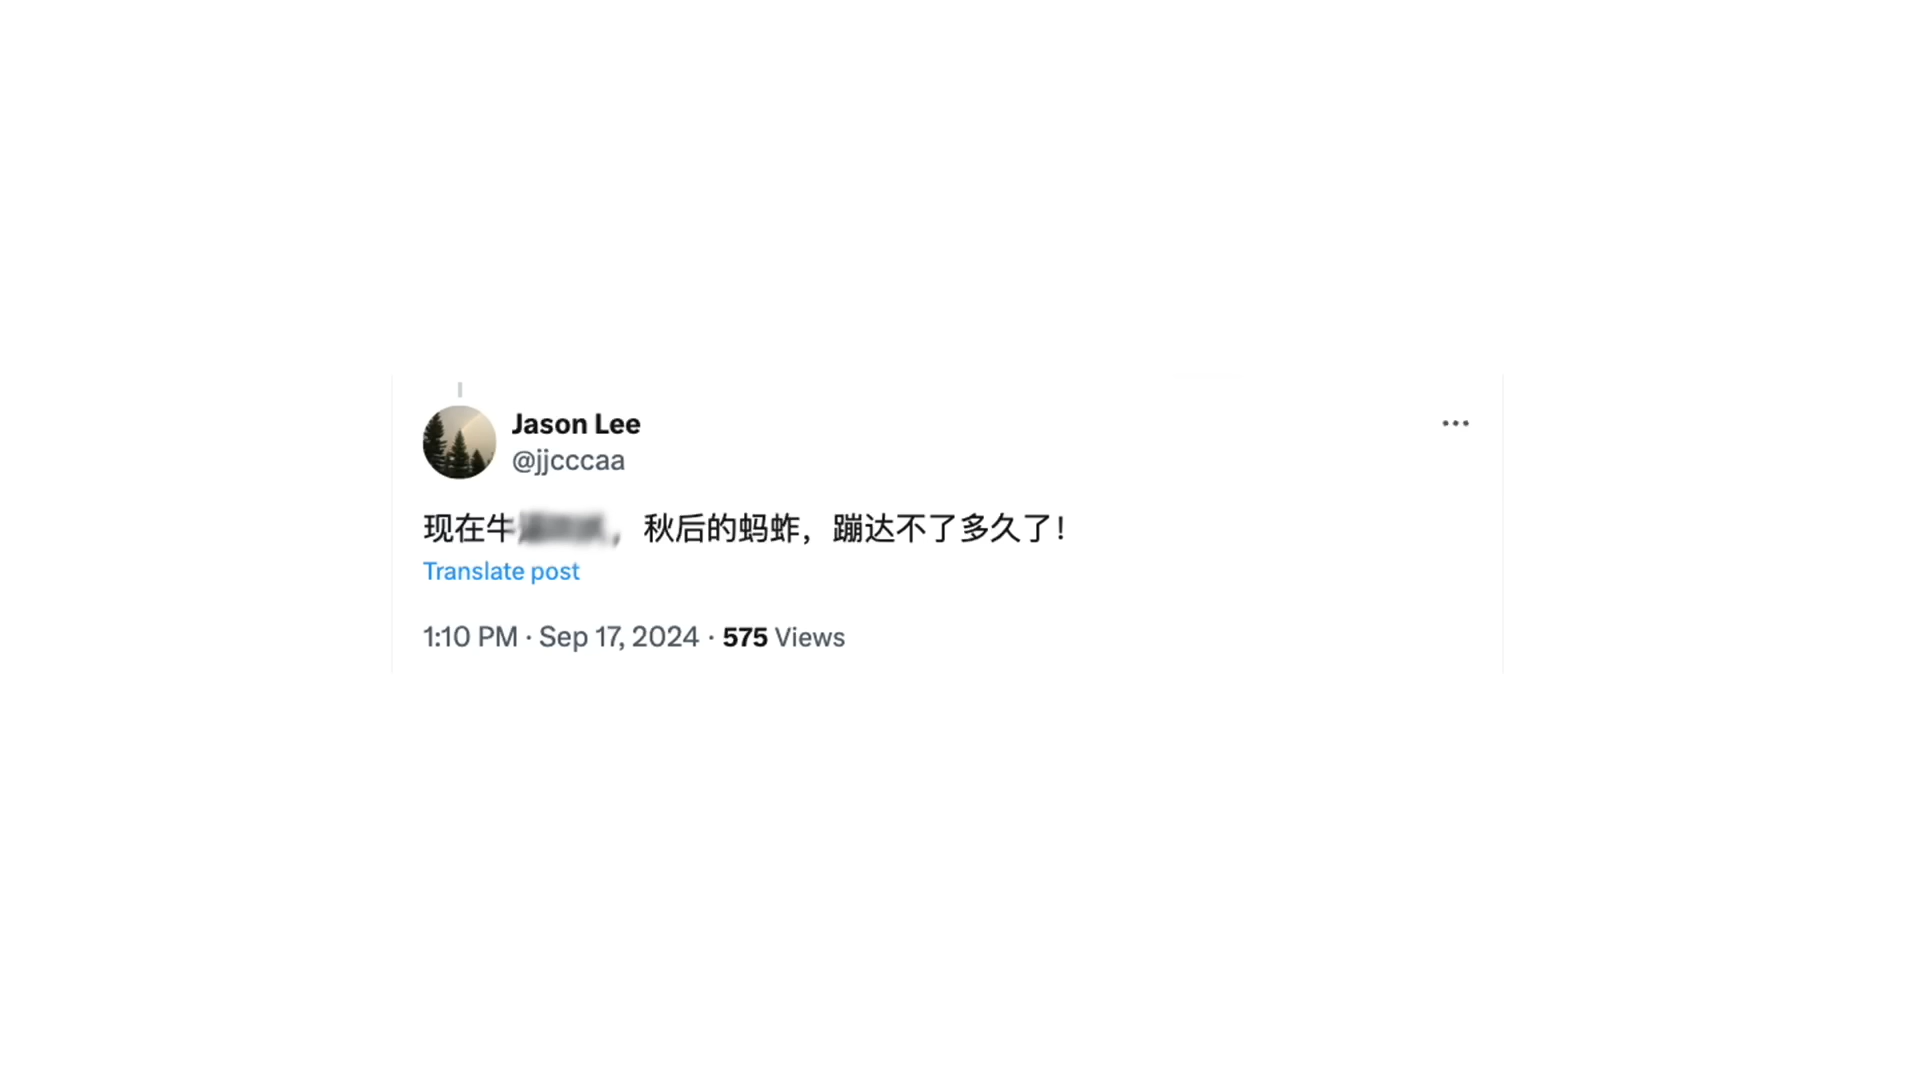 Jason Lee
@jjcccaa
现在牛 ，秋后的蚂蚱，蹦达不了多久了！
Translate post
1:10 PM · Sep 17, 2024 · 575 Views